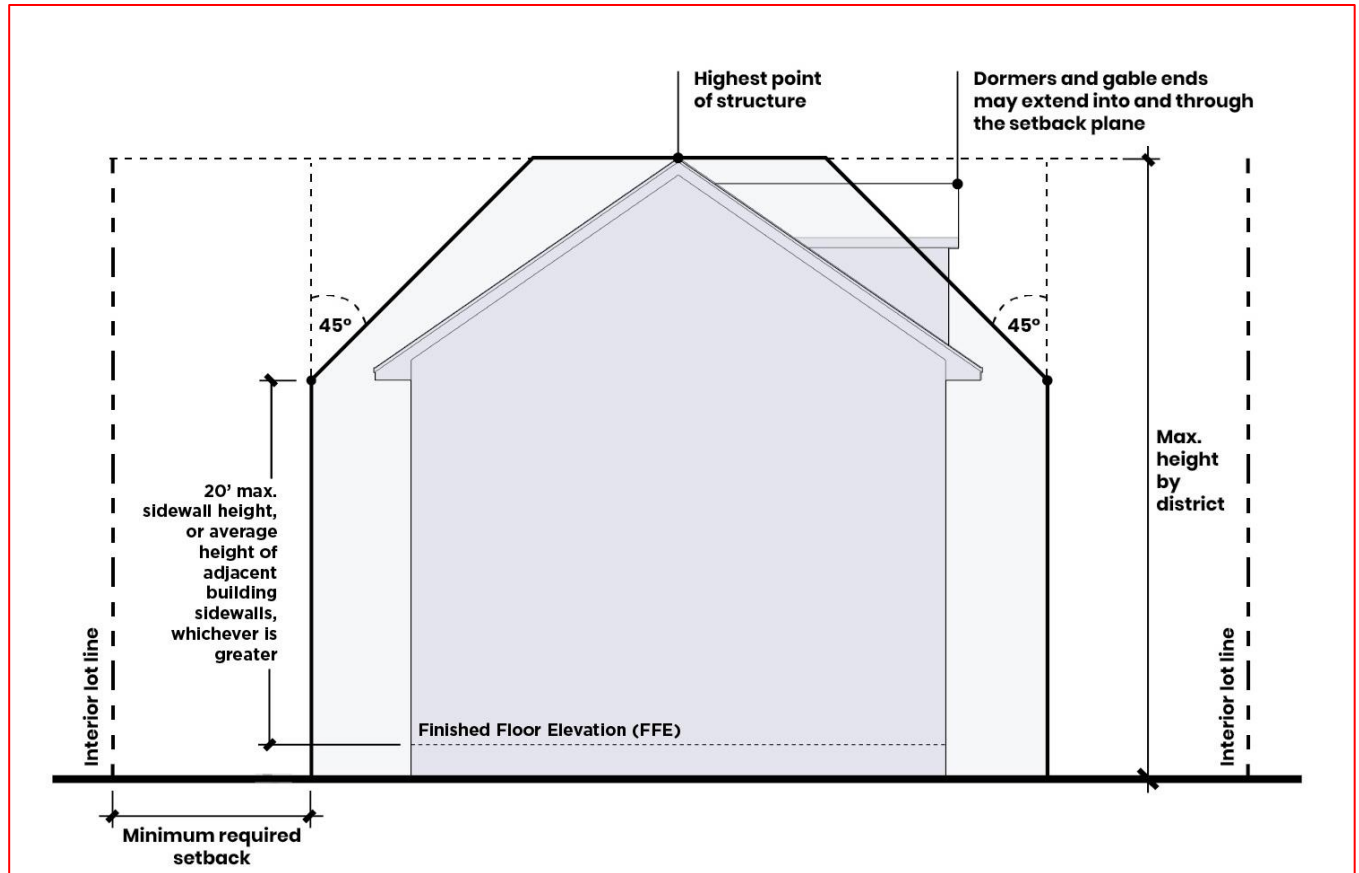 Highest point
of structure
Dormers and gable ends
may extend into and through
the setback plane
45°
45°
20’ max.
sidewall height,
or average
height of
adjacent
building
sidewalls,
whichever is
greater
Max.
height
by
district
Interior lot line
Interior lot line
Finished Floor Elevation (FFE)
Minimum required
setback